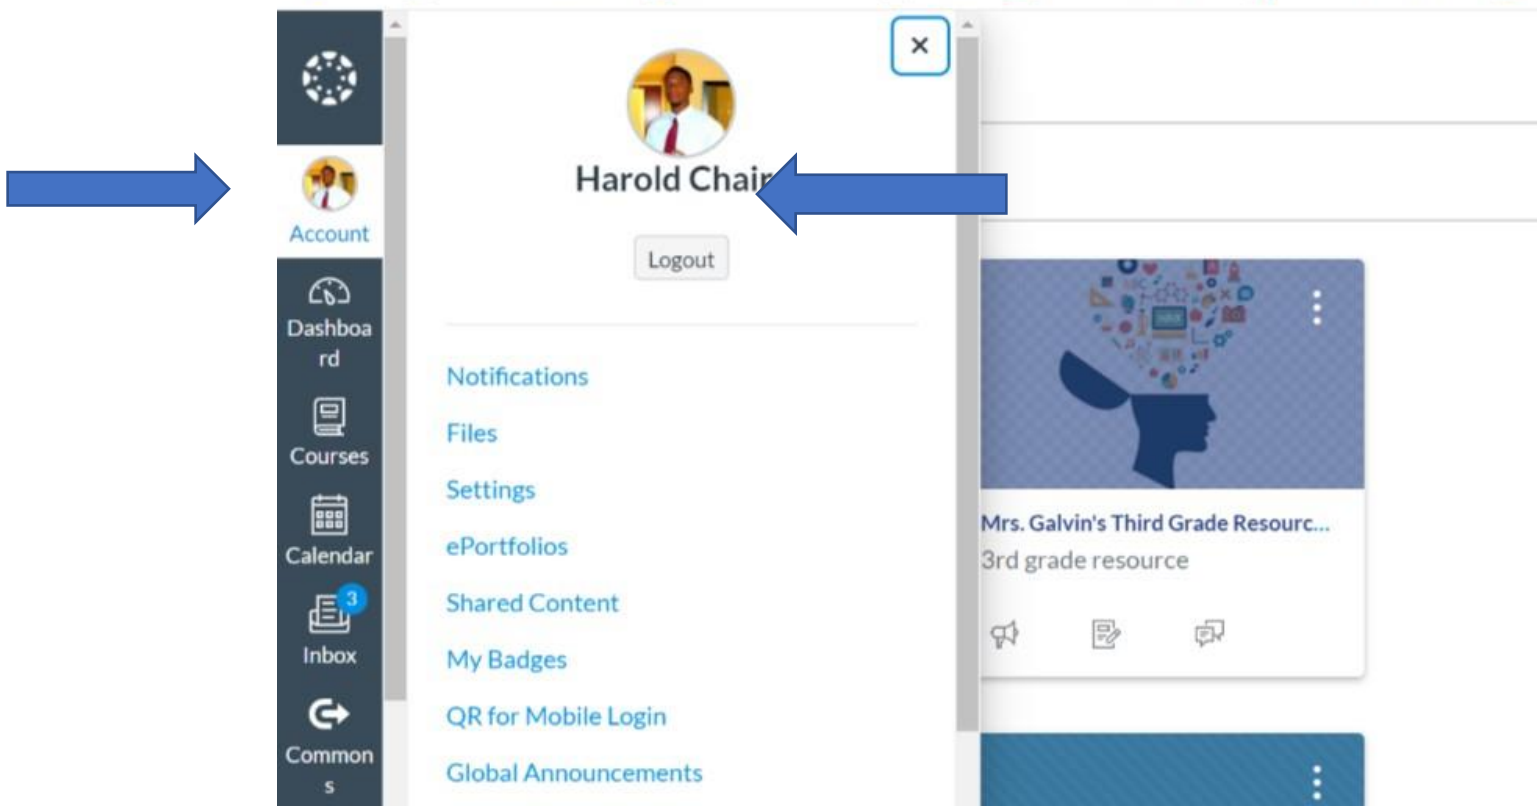 Account
Dashboa
rd
Courses
Calendar
3
Inbox
Common
s
Harold Chair
Logout
Notifications
Files
Settings
ePortfolios
Shared Content
My Badges
QR for Mobile Login
Global Announcements
Mrs. Galvin's Third Grade Resourc...
3rd grade resource